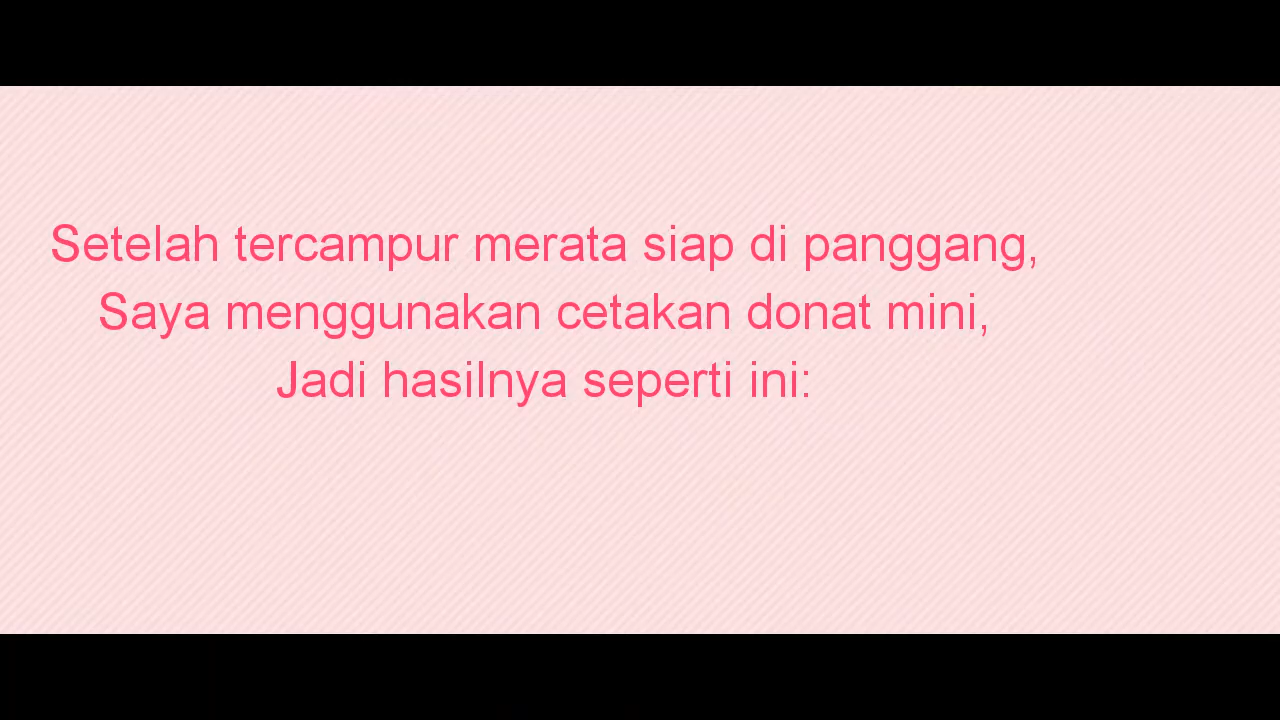 Setelah tercampur merata siap di panggang,
Saya menggunakan cetakan donat mini,
Jadi hasilnya seperti ini: